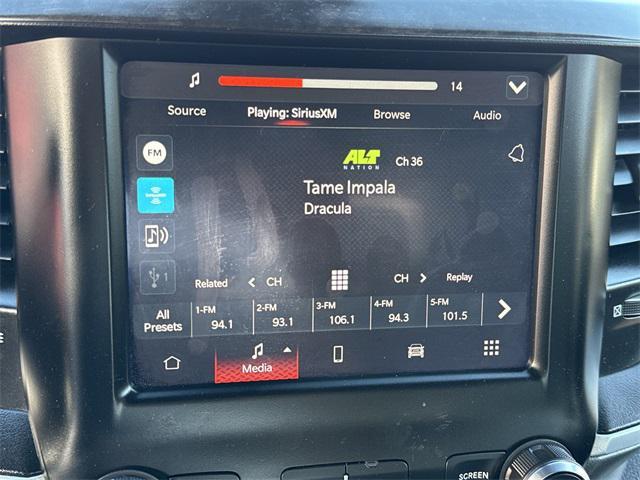 14
Source Playing: SiriusXM Browse Audio
FM
ALT NATION Ch 36
Tame Impala
Dracula
1
Related < CH CH > Replay
All Presets
1-FM 2-FM 3-FM 4-FM 5-FM
94.1 93.1 106.1 94.3 101.5
Media
SCREEN